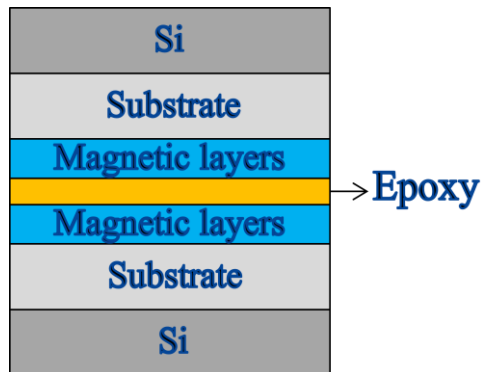 Si
Substrate
Magnetic layers
Epoxy
Magnetic layers
Substrate
Si